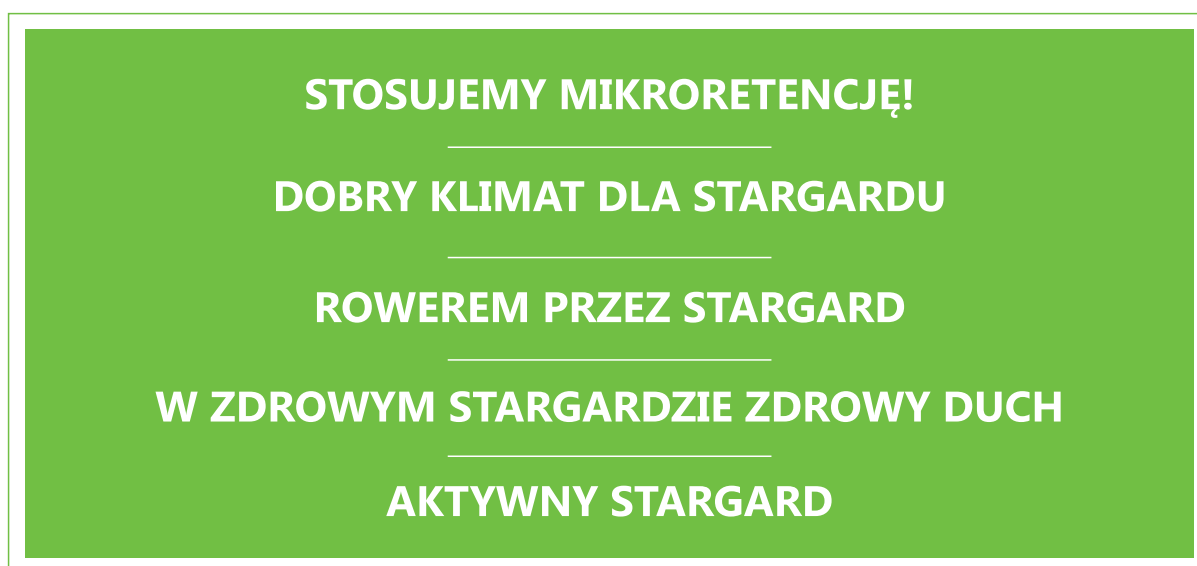 STOSUJEMY MIKRORETENCJĘ!
DOBRY KLIMAT DLA STARGARDU
ROWEREM PRZEZ STARGARD
W ZDROWYM STARGARDZIE ZDROWY DUCH
AKTYWNY STARGARD